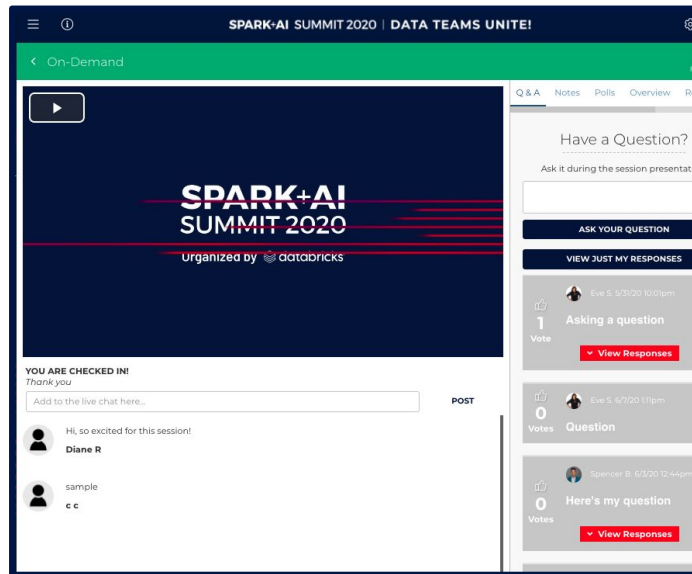 SPARK+AI SUMMIT 2020 | DATA TEAMS UNITE!
On-Demand
SPARK+AI
SUMMIT 2020
Organized by databricks
YOU ARE CHECKED IN!
Thank you
Add to the live chat here...
POST
Hi, so excited for this session!
Diane R
sample
c c
Q & A Notes Polls Overview
Have a Question?
Ask it during the session
ASK YOUR QUESTION
VIEW JUST MY RESPONSES
Eve S. 5/31/20 10:01pm
1
Vote
Asking a question
View Responses
Eve S. 6/7/20 1:11pm
0
Votes
Question
Spencer B. 6/3/20 12:44pm
0
Votes
Here's my question
View Responses